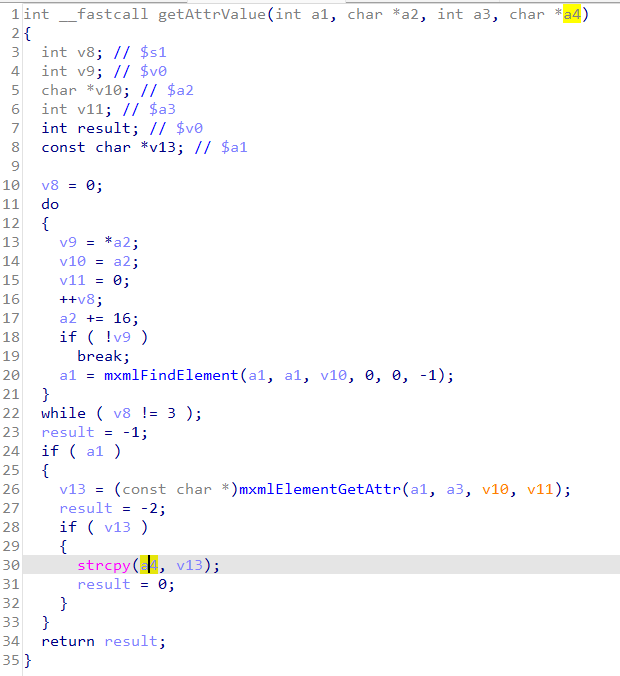 1 int __fastcall getAttrValue(int a1, char *a2, int a3, char *a4)
2 {
3   int v8; // $s1
4   int v9; // $v0
5   char *v10; // $a2
6   int v11; // $a3
7   int result; // $v0
8   const char *v13; // $a1
9
10   v8 = 0;
11   do
12   {
13     v9 = *a2;
14     v10 = a2;
15     v11 = 0;
16     ++v8;
17     a2 += 16;
18     if ( !v9 )
19       break;
20     a1 = mxmlFindElement(a1, a1, v10, 0, 0, -1);
21   }
22   while ( v8 != 3 );
23   result = -1;
24   if ( a1 )
25   {
26     v13 = (const char *)mxmlElementGetAttr(a1, a3, v10, v11);
27     result = -2;
28     if ( v13 )
29     {
30       strcpy(a4, v13);
31       result = 0;
32     }
33   }
34   return result;
35 }